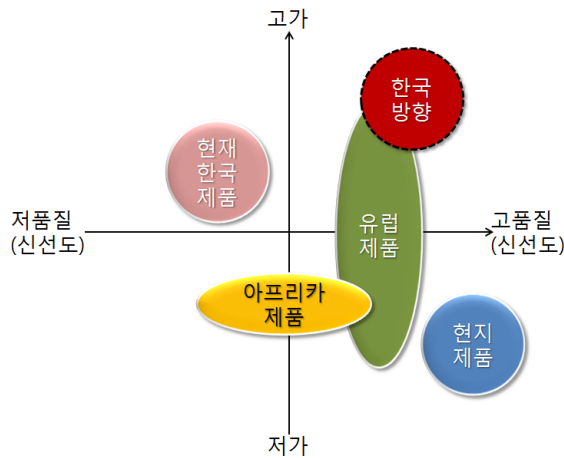 고가
한국
방향
현재
한국
제품
저품질
(신선도)
유럽
제품
고품질
(신선도)
아프리카
제품
현지
제품
저가